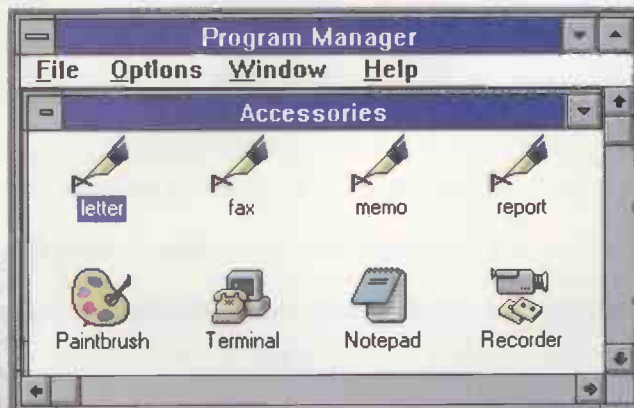 Program Manager
File Options Window Help
Accessories
letter fax memo report
Paintbrush Terminal Notepad Recorder